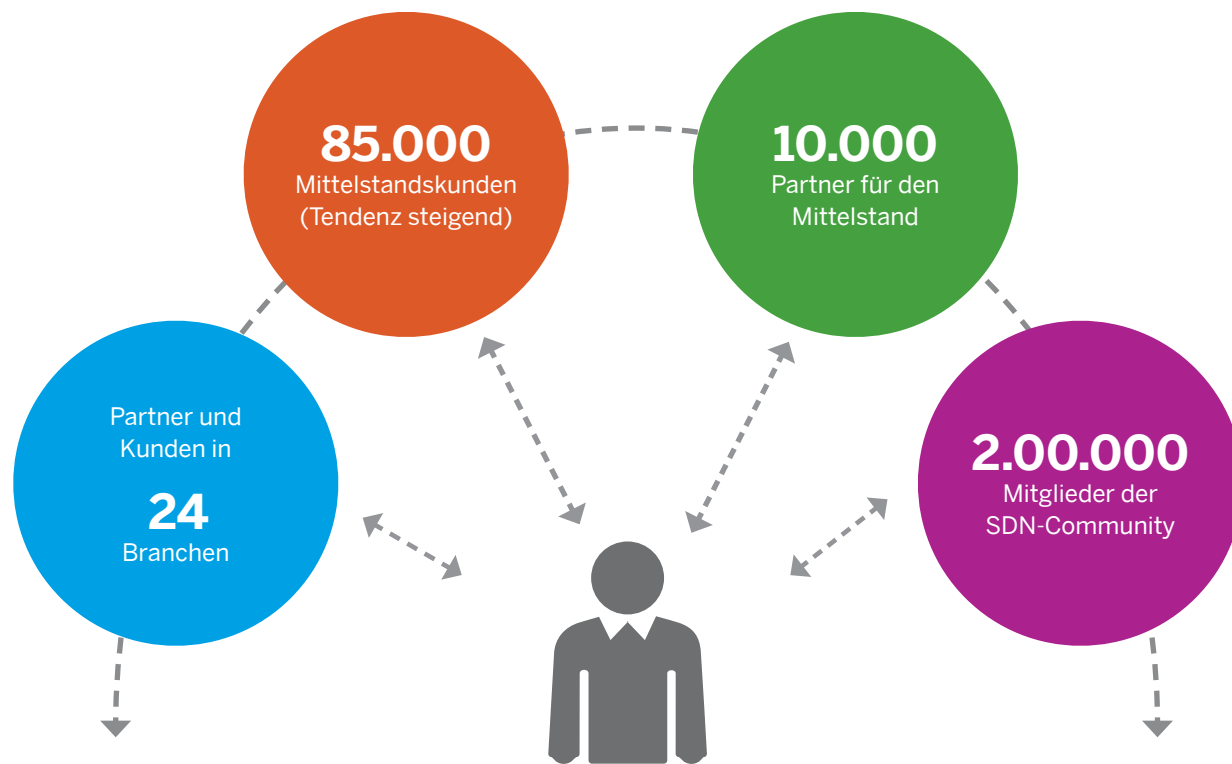 85.000
Mittelstandskunden
(Tendenz steigend)
10.000
Partner für den
Mittelstand
Partner und
Kunden in
24
Branchen
2.00.000
Mitglieder der
SDN-Community